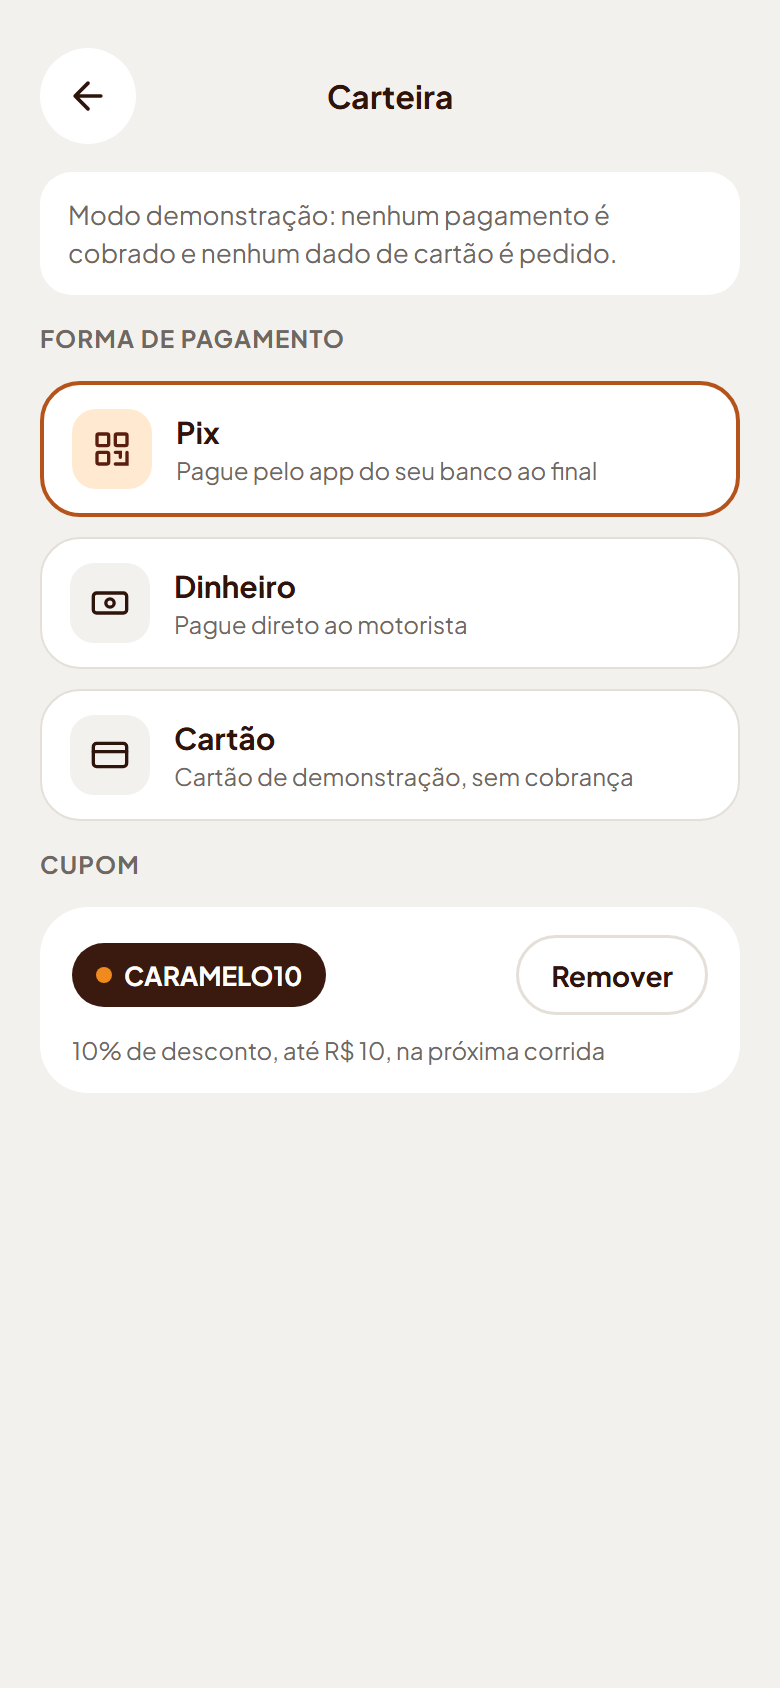 Carteira
Modo demonstração: nenhum pagamento é
cobrado e nenhum dado de cartão é pedido.
FORMA DE PAGAMENTO
Pix
Pague pelo app do seu banco ao final
Dinheiro
Pague direto ao motorista
Cartão
Cartão de demonstração, sem cobrança
CUPOM
CARAMELO10
Remover
10% de desconto, até R$ 10, na próxima corrida